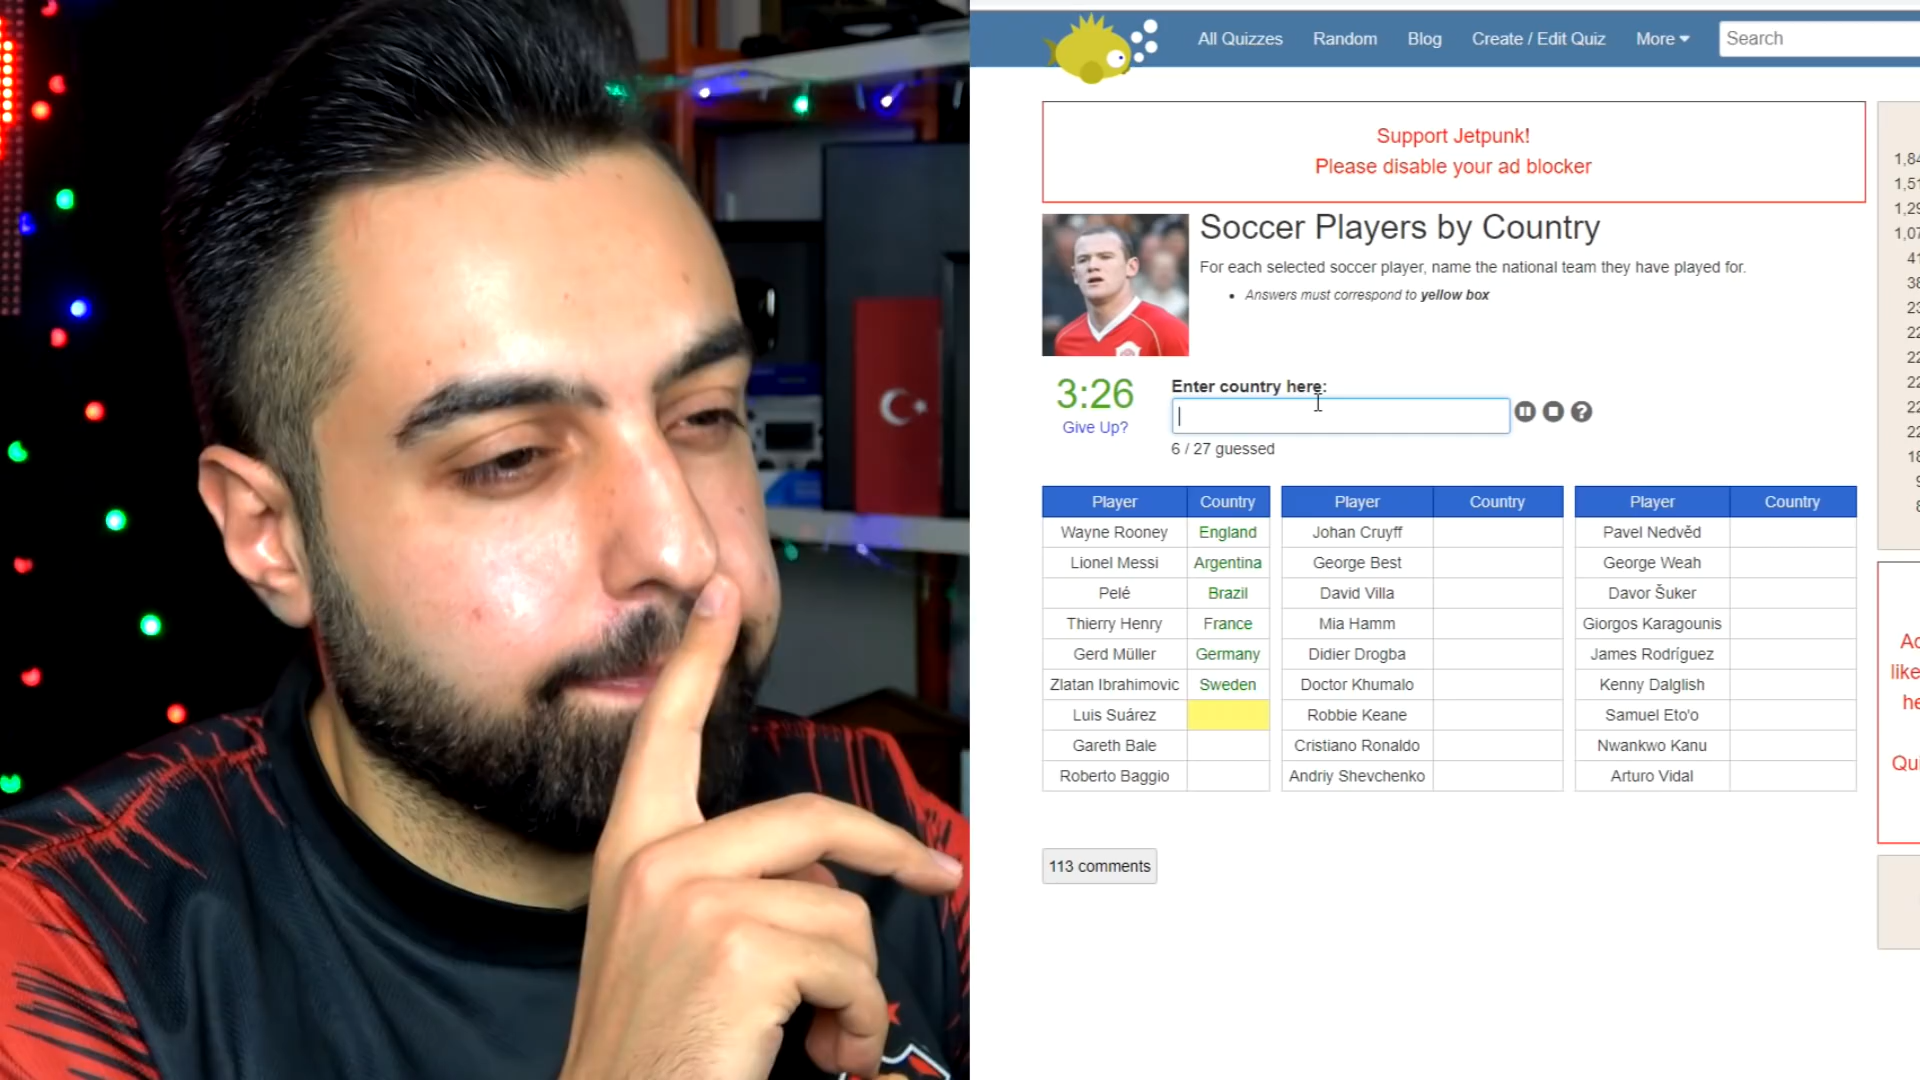 All Quizzes Random Blog Create / Edit Quiz More Search
Support Jetpunk!
Please disable your ad blocker
Soccer Players by Country
For each selected soccer player, name the national team they have played for.
• Answers must correspond to yellow box
3:26
Give Up?
Enter country here:
6 / 27 guessed
Player Country Player Country Player Country
Wayne Rooney England Johan Cruyff Pavel Nedvěd
Lionel Messi Argentina George Best George Weah
Pelé Brazil David Villa Davor Šuker
Thierry Henry France Mia Hamm Giorgos Karagounis
Gerd Müller Germany Didier Drogba James Rodríguez
Zlatan Ibrahimovic Sweden Doctor Khumalo Kenny Dalglish
Luis Suárez Robbie Keane Samuel Eto'o
Gareth Bale Cristiano Ronaldo Nwankwo Kanu
Roberto Baggio Andriy Shevchenko Arturo Vidal
113 comments